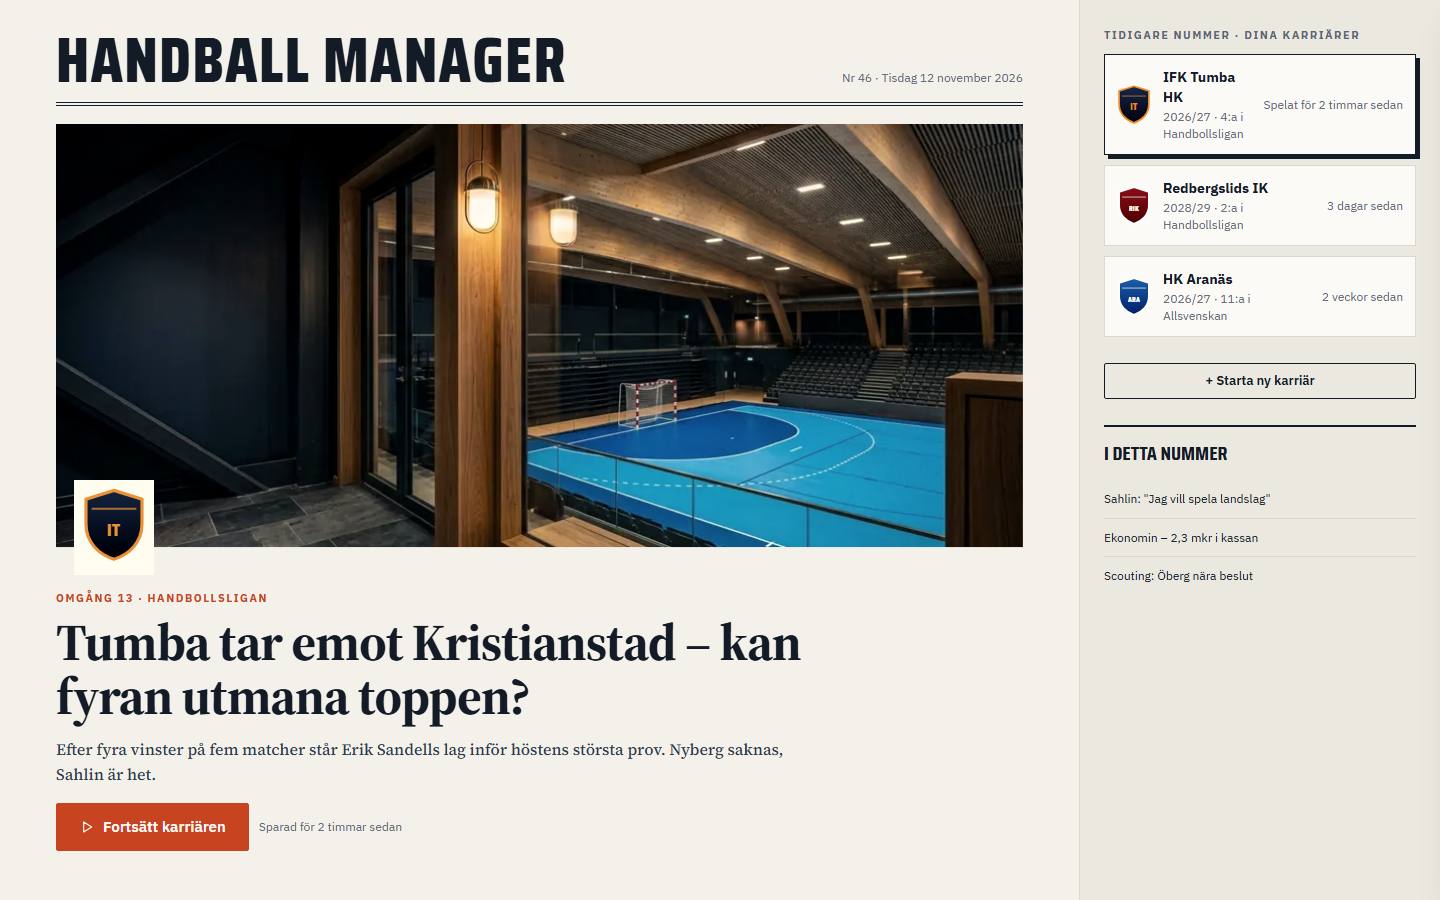 HANDBALL MANAGER
Nr 46 · Tisdag 12 november 2026
IT
OMGÅNG 13 · HANDBOLLSLIGAN
Tumba tar emot Kristianstad – kan
fyran utmana toppen?
Efter fyra vinster på fem matcher står Erik Sandells lag inför höstens största prov. Nyberg saknas,
Sahlin är het.
Fortsätt karriären
Sparad för 2 timmar sedan
TIDIGARE NUMMER · DINA KARRIÄRER
IT
IFK Tumba
HK
2026/27 · 4:a i
Handbollsligan
Spelat för 2 timmar sedan
RIK
Redbergslids IK
2028/29 · 2:a i
Handbollsligan
3 dagar sedan
ARA
HK Aranäs
2026/27 · 11:a i
Allsvenskan
2 veckor sedan
+ Starta ny karriär
I DETTA NUMMER
Sahlin: "Jag vill spela landslag"
Ekonomin – 2,3 mkr i kassan
Scouting: Öberg nära beslut